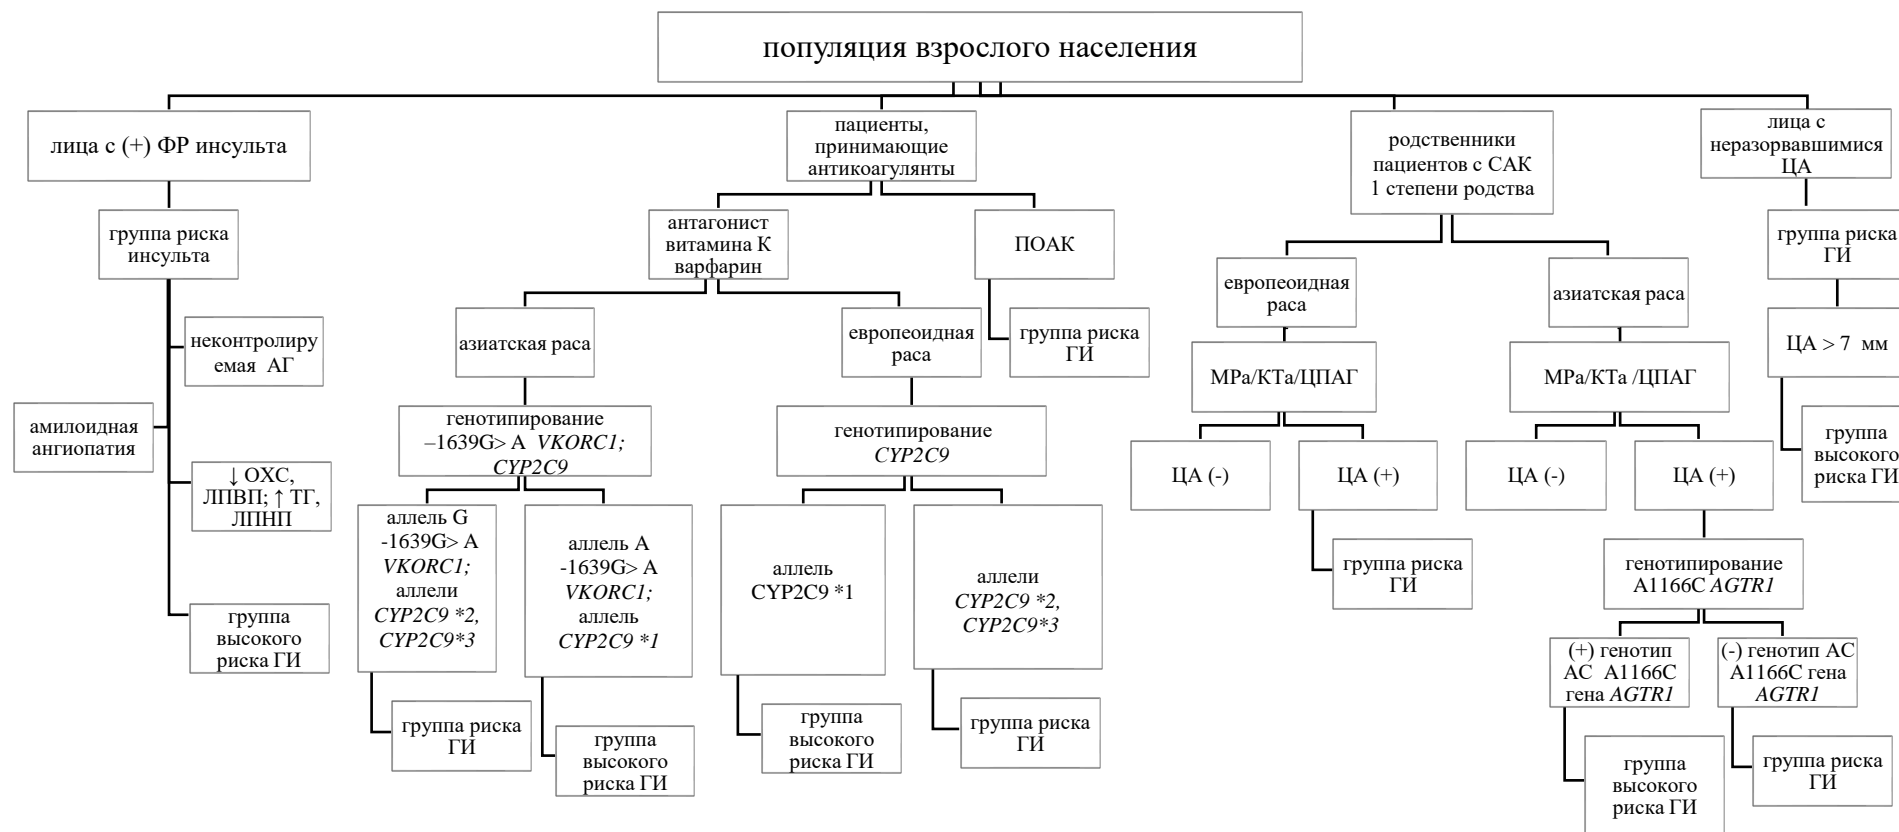 популяция взрослого населения
лица с (+) ФР инсульта
группа риска
инсульта
неконтролиру
емая АГ
амилоидная
ангиопатия
↓ ОХС,
ЛПВП; ↑ ТГ,
ЛПНП
группа
высокого
риска ГИ
пациенты,
принимающие
антикоагулянты
антагонист
витамина К
варфарин
ПОАК
группа риска
ГИ
азиатская раса
европеоидная
раса
генотипирование
–1639G> A VKORC1;
CYP2C9
генотипирование
CYP2C9
аллель G
-1639G> A
VKORC1;
аллели
CYP2C9 *2,
CYP2C9*3
аллель А
-1639G> A
VKORC1;
аллель
CYP2C9 *1
аллель
CYP2C9 *1
аллели
CYP2C9 *2,
CYP2C9*3
группа риска
ГИ
группа
высокого
риска ГИ
группа
высокого
риска ГИ
группа риска
ГИ
родственники
пациентов с САК
1 степени родства
европеоидная
раса
азиатская раса
МРа/КТа/ЦПАГ
МРа/КТа /ЦПАГ
ЦА (-)
ЦА (+)
ЦА (-)
ЦА (+)
группа риска
ГИ
генотипирование
A1166C AGTR1
(+) генотип
АС A1166C
гена AGTR1
(-) генотип АС
A1166C гена
AGTR1
группа
высокого
риска ГИ
группа риска
ГИ
лица с
неразорвавшимися
ЦА
группа риска
ГИ
ЦА > 7 мм
группа
высокого
риска ГИ